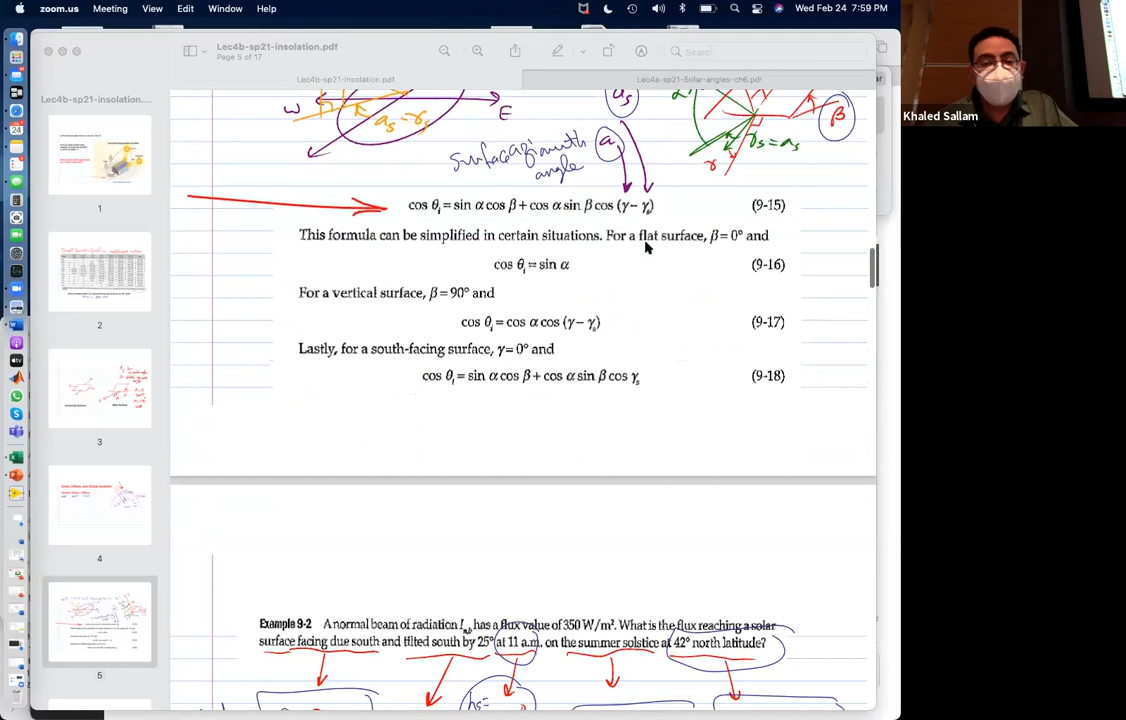 zoom.us Meeting View Edit Window Help
Wed Feb 24 7:59 PM
Lec4b-sp21-insolation.pdf
Page 5 of 17
Search
Lec4b-sp21-insolation.pdf
Lec4a-sp21-Solar-angles-ch6.pdf
Lec4b-sp21-insolation....
1
2
3
4
5
Khaled Sallam
W
E
as = γs
Surface azimuth angle
a
as
α
β
γs = as
γ
cos θi = sin α cos β + cos α sin β cos (γ − γs) (9-15)
This formula can be simplified in certain situations. For a flat surface, β = 0° and
cos θi = sin α (9-16)
For a vertical surface, β = 90° and
cos θi = cos α cos (γ − γs) (9-17)
Lastly, for a south-facing surface, γ = 0° and
cos θi = sin α cos β + cos α sin β cos γs (9-18)
Example 9-2 A normal beam of radiation has a flux value of 350 W/m². What is the flux reaching a solar
surface facing due south and tilted south by 25° at 11 a.m. on the summer solstice at 42° north latitude?
hs=